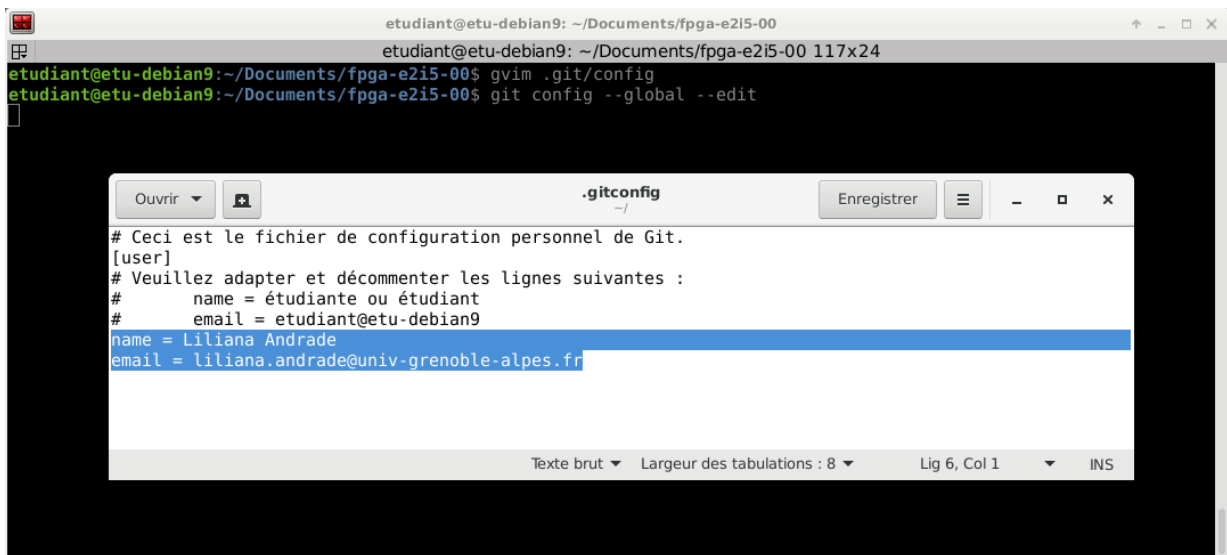 etudiant@etu-debian9: ~/Documents/fpga-e2i5-00
etudiant@etu-debian9: ~/Documents/fpga-e2i5-00 117x24
etudiant@etu-debian9:~/Documents/fpga-e2i5-00$ gvim .git/config
etudiant@etu-debian9:~/Documents/fpga-e2i5-00$ git config --global --edit
Ouvrir
.gitconfig
~/
Enregistrer
# Ceci est le fichier de configuration personnel de Git.
[user]
# Veuillez adapter et décommenter les lignes suivantes :
#       name = étudiante ou étudiant
#       email = etudiant@etu-debian9
name = Liliana Andrade
email = liliana.andrade@univ-grenoble-alpes.fr
Texte brut Largeur des tabulations : 8 Lig 6, Col 1 INS